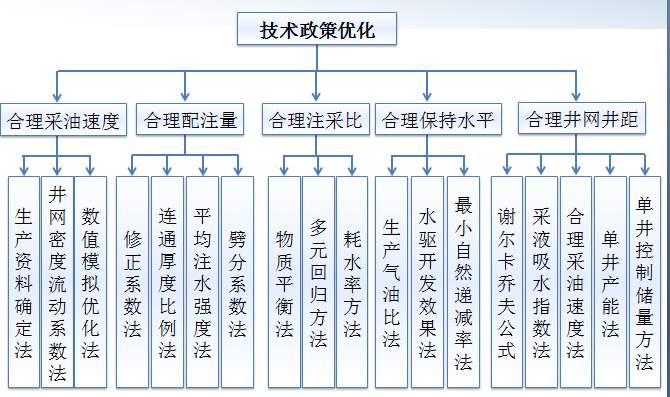 技术政策优化
合理采油速度
合理配注量
合理注采比
合理保持水平
合理井网井距
生产资料确定法
井网密度流动系数法
数值模拟优化法
修正系数法
连通厚度比例法
平均注水强度法
劈分系数法
物质平衡法
多元回归方法
耗水率方法
生产气油比法
水驱开发效果法
最小自然递减率法
谢尔卡乔夫公式
采液吸水指数法
合理采油速度法
单井产能法
单井控制储量方法